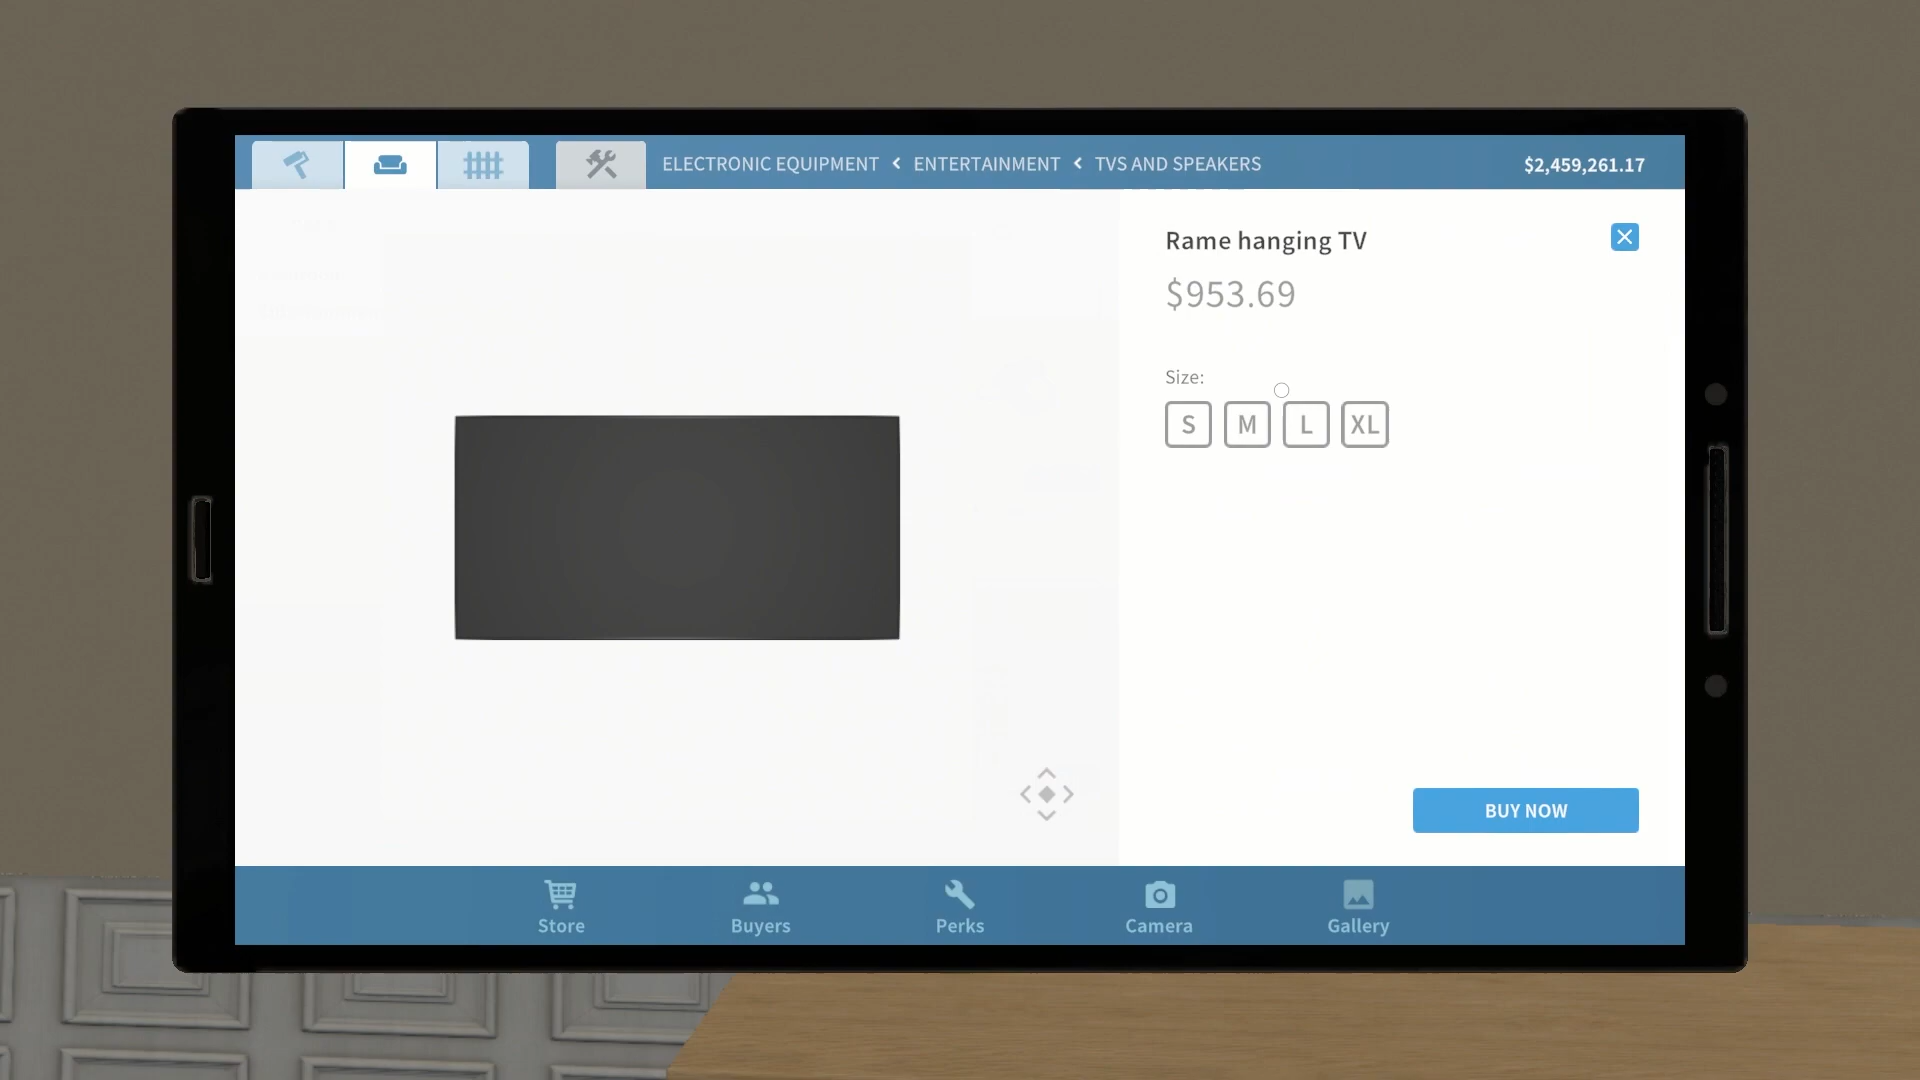 ELECTRONIC EQUIPMENT < ENTERTAINMENT < TVS AND SPEAKERS
$2,459,261.17
Rame hanging TV
$953.69
Size:
S M L XL
BUY NOW
Store Buyers Perks Camera Gallery